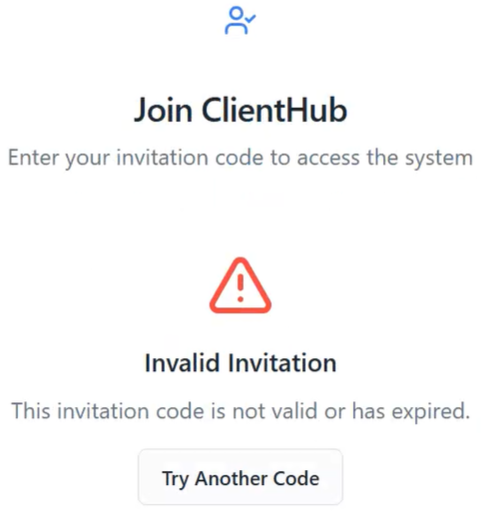 Join ClientHub
Enter your invitation code to access the system
Invalid Invitation
This invitation code is not valid or has expired.
Try Another Code